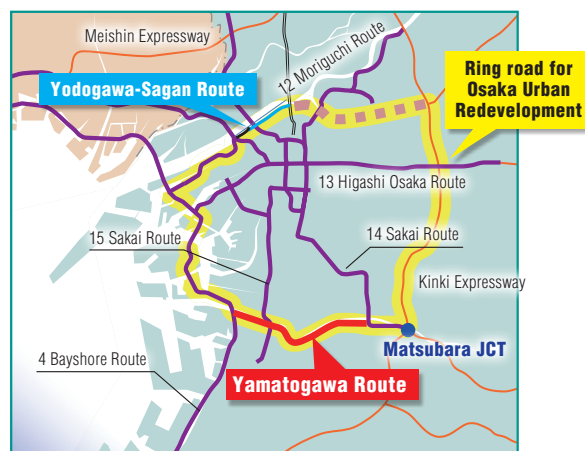 Meishin Expressway
12 Moriguchi Route
Yodogawa-Sagan Route
Ring road for
Osaka Urban
Redevelopment
13 Higashi Osaka Route
15 Sakai Route
14 Sakai Route
Kinki Expressway
Matsubara JCT
4 Bayshore Route
Yamatogawa Route